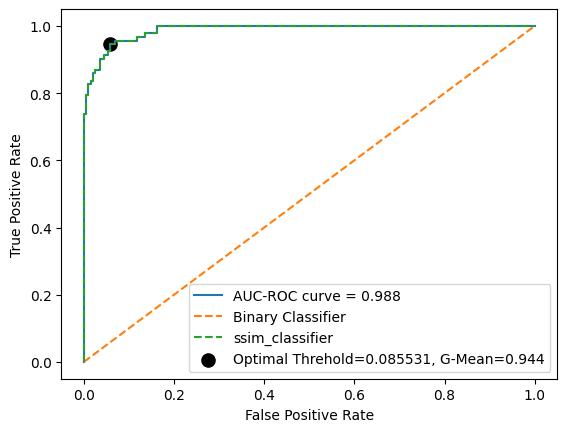 1.0
0.8
0.6
0.4
0.2
0.0
True Positive Rate
AUC-ROC curve = 0.988
Binary Classifier
ssim_classifier
Optimal Threhold=0.085531, G-Mean=0.944
0.0 0.2 0.4 0.6 0.8 1.0
False Positive Rate